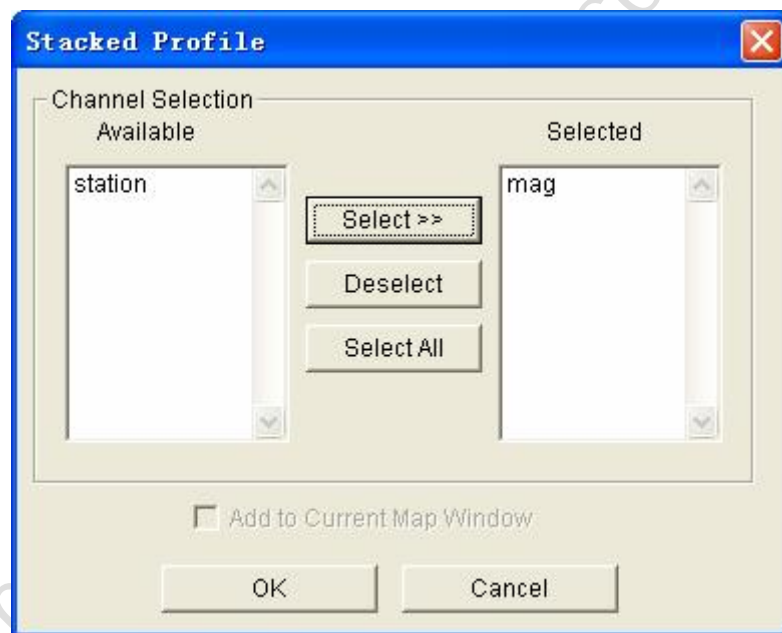 Stacked Profile
Channel Selection
Available
Selected
station
mag
Select >>
Deselect
Select All
Add to Current Map Window
OK
Cancel